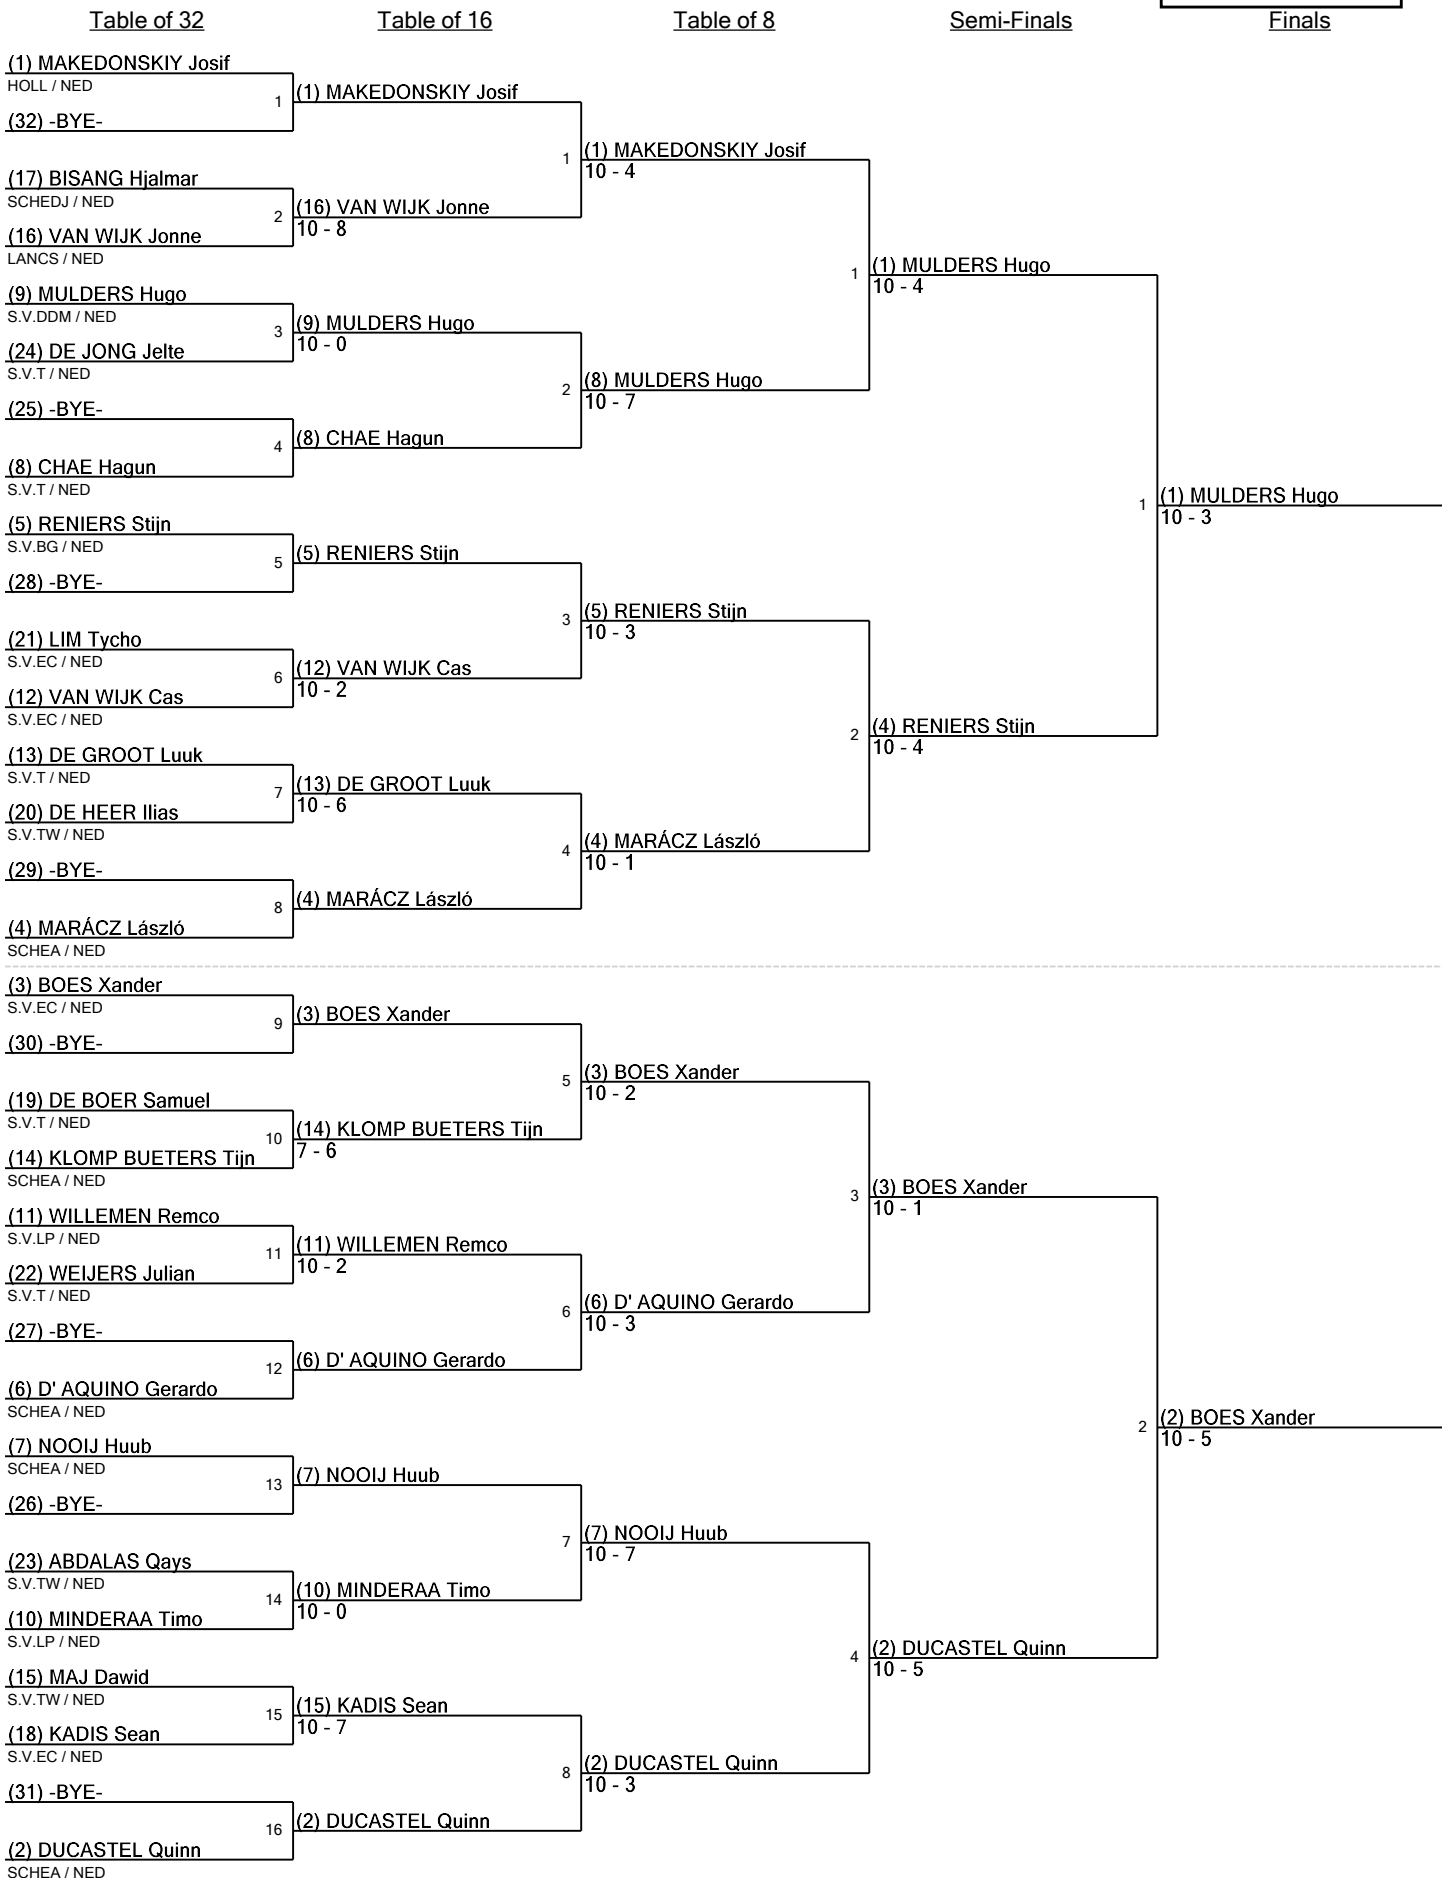 Table of 32
Table of 16
Table of 8
Semi-Finals
Finals
(1) MAKEDONSKIY Josif
HOLL / NED
(32) -BYE-
(17) BISANG Hjalmar
SCHEDJ / NED
(16) VAN WIJK Jonne
LANCS / NED
(9) MULDERS Hugo
S.V.DDM / NED
(24) DE JONG Jelte
S.V.T / NED
(25) -BYE-
(8) CHAE Hagun
S.V.T / NED
(5) RENIERS Stijn
S.V.BG / NED
(28) -BYE-
(21) LIM Tycho
S.V.EC / NED
(12) VAN WIJK Cas
S.V.EC / NED
(13) DE GROOT Luuk
S.V.T / NED
(20) DE HEER Ilias
S.V.TW / NED
(29) -BYE-
(4) MARÁCZ László
SCHEA / NED
(3) BOES Xander
S.V.EC / NED
(30) -BYE-
(19) DE BOER Samuel
S.V.T / NED
(14) KLOMP BUETERS Tijn
SCHEA / NED
(11) WILLEMEN Remco
S.V.LP / NED
(22) WEIJERS Julian
S.V.T / NED
(27) -BYE-
(6) D' AQUINO Gerardo
SCHEA / NED
(7) NOOIJ Huub
SCHEA / NED
(26) -BYE-
(23) ABDALAS Qays
S.V.TW / NED
(10) MINDERAA Timo
S.V.LP / NED
(15) MAJ Dawid
S.V.TW / NED
(18) KADIS Sean
S.V.EC / NED
(31) -BYE-
(2) DUCASTEL Quinn
SCHEA / NED
1
(1) MAKEDONSKIY Josif
2
(16) VAN WIJK Jonne
10 - 8
3
(9) MULDERS Hugo
10 - 0
4
(8) CHAE Hagun
5
(5) RENIERS Stijn
6
(12) VAN WIJK Cas
10 - 2
7
(13) DE GROOT Luuk
10 - 6
8
(4) MARÁCZ László
9
(3) BOES Xander
10
(14) KLOMP BUETERS Tijn
7 - 6
11
(11) WILLEMEN Remco
10 - 2
12
(6) D' AQUINO Gerardo
13
(7) NOOIJ Huub
14
(10) MINDERAA Timo
10 - 0
15
(15) KADIS Sean
10 - 7
16
(2) DUCASTEL Quinn
1
(1) MAKEDONSKIY Josif
10 - 4
2
(8) MULDERS Hugo
10 - 7
3
(5) RENIERS Stijn
10 - 3
4
(4) MARÁCZ László
10 - 1
5
(3) BOES Xander
10 - 2
6
(6) D' AQUINO Gerardo
10 - 3
7
(7) NOOIJ Huub
10 - 7
8
(2) DUCASTEL Quinn
10 - 3
1
(1) MULDERS Hugo
10 - 4
2
(4) RENIERS Stijn
10 - 4
3
(3) BOES Xander
10 - 1
4
(2) DUCASTEL Quinn
10 - 5
1
(1) MULDERS Hugo
10 - 3
2
(2) BOES Xander
10 - 5